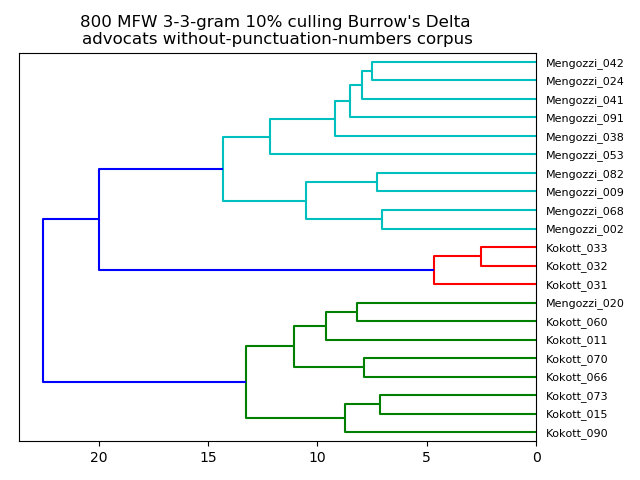 800 MFW 3-3-gram 10% culling Burrow's Delta
advocats without-punctuation-numbers corpus
Mengozzi_042
Mengozzi_024
Mengozzi_041
Mengozzi_091
Mengozzi_038
Mengozzi_053
Mengozzi_082
Mengozzi_009
Mengozzi_068
Mengozzi_002
Kokott_033
Kokott_032
Kokott_031
Mengozzi_020
Kokott_060
Kokott_011
Kokott_070
Kokott_066
Kokott_073
Kokott_015
Kokott_090
20 15 10 5 0